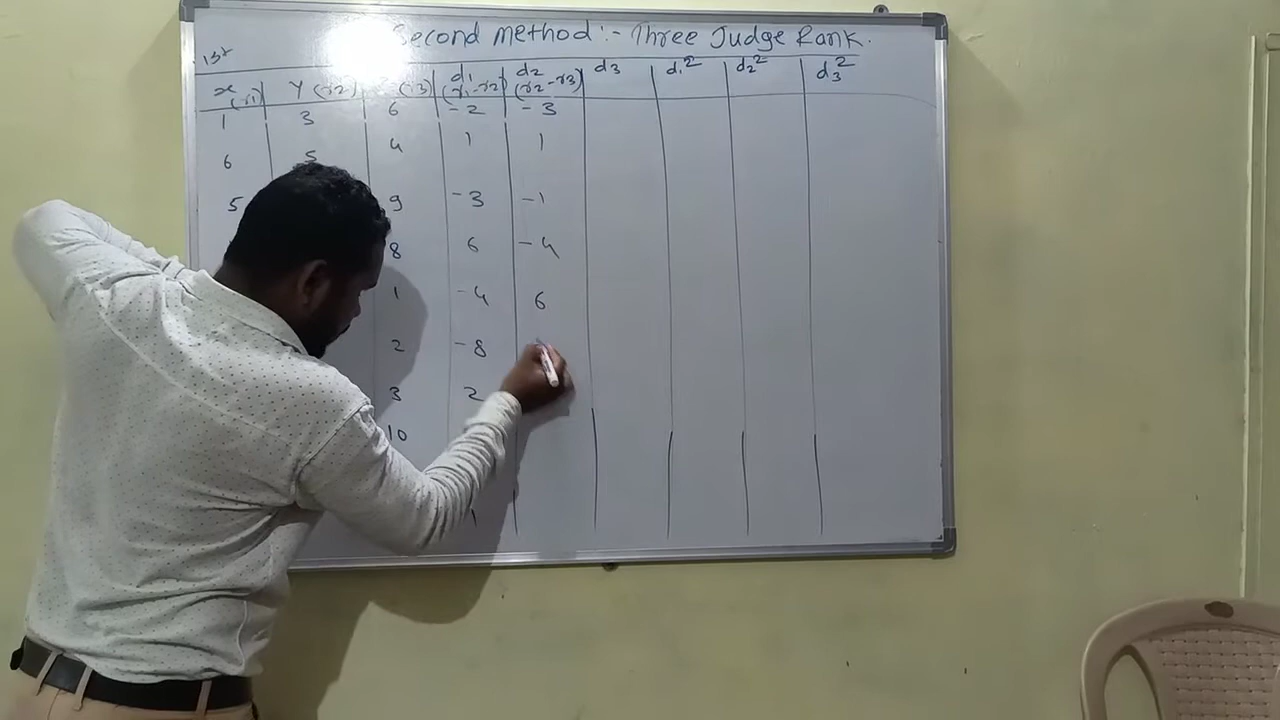 Second method :- Three Judge Rank.
1st
x (r1) Y (r2) (r3) d1 (r1-r2) d2 (r2-r3) d3 d1² d2² d3²
1 3 6 -2 -3
6 5 4 1 1
5 9 -3 -1
8 6 -4
1 -4 6
2 -8
3 2
10
1